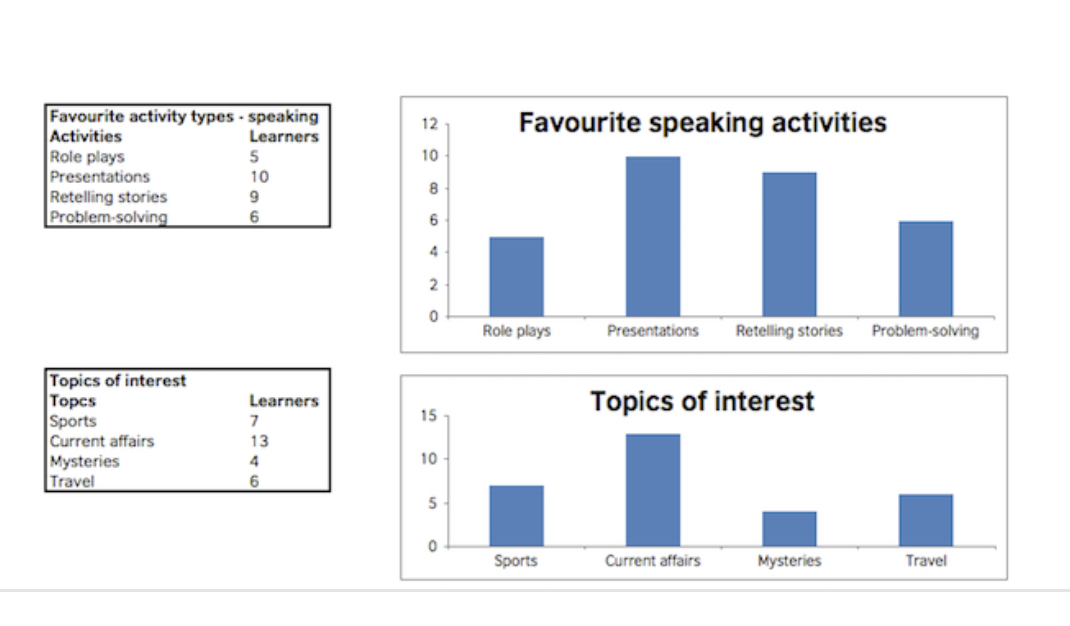 Favourite activity types - speaking
Activities Learners
Role plays 5
Presentations 10
Retelling stories 9
Problem-solving 6
Favourite speaking activities
12
10
8
6
4
2
0
Role plays Presentations Retelling stories Problem-solving
Topics of interest
Topcs Learners
Sports 7
Current affairs 13
Mysteries 4
Travel 6
Topics of interest
15
10
5
0
Sports Current affairs Mysteries Travel